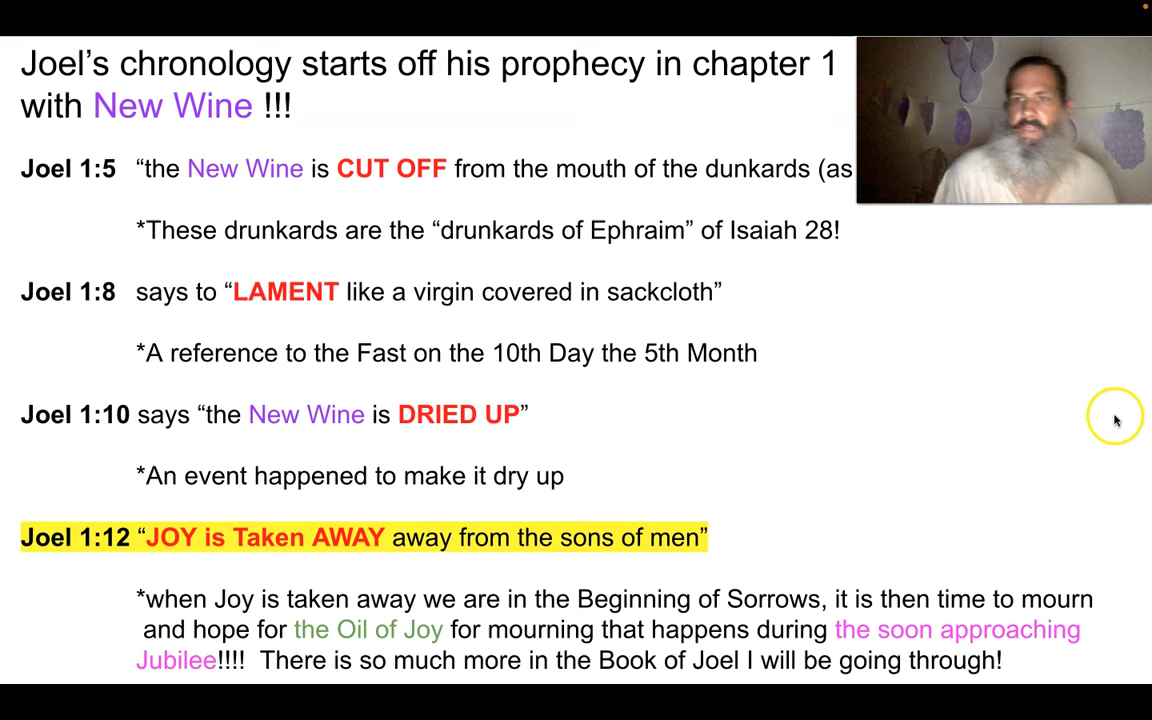 Joel’s chronology starts off his prophecy in chapter 1
with New Wine !!!
Joel 1:5 “the New Wine is CUT OFF from the mouth of the dunkards (as
*These drunkards are the “drunkards of Ephraim” of Isaiah 28!
Joel 1:8 says to “LAMENT like a virgin covered in sackcloth”
*A reference to the Fast on the 10th Day the 5th Month
Joel 1:10 says “the New Wine is DRIED UP”
*An event happened to make it dry up
Joel 1:12 “JOY is Taken AWAY away from the sons of men”
*when Joy is taken away we are in the Beginning of Sorrows, it is then time to mourn
and hope for the Oil of Joy for mourning that happens during the soon approaching
Jubilee!!!! There is so much more in the Book of Joel I will be going through!